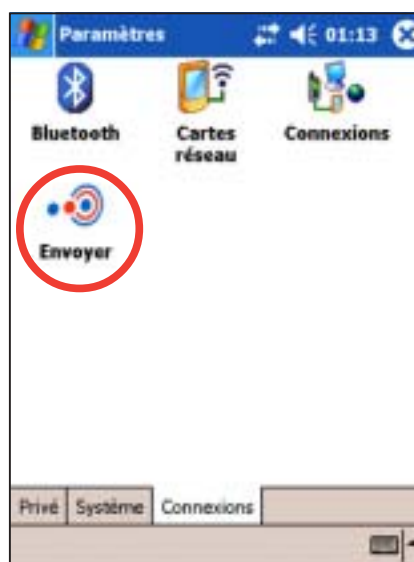 Paramètres 01:13
Bluetooth Cartes réseau Connexions
Envoyer
Privé Système Connexions